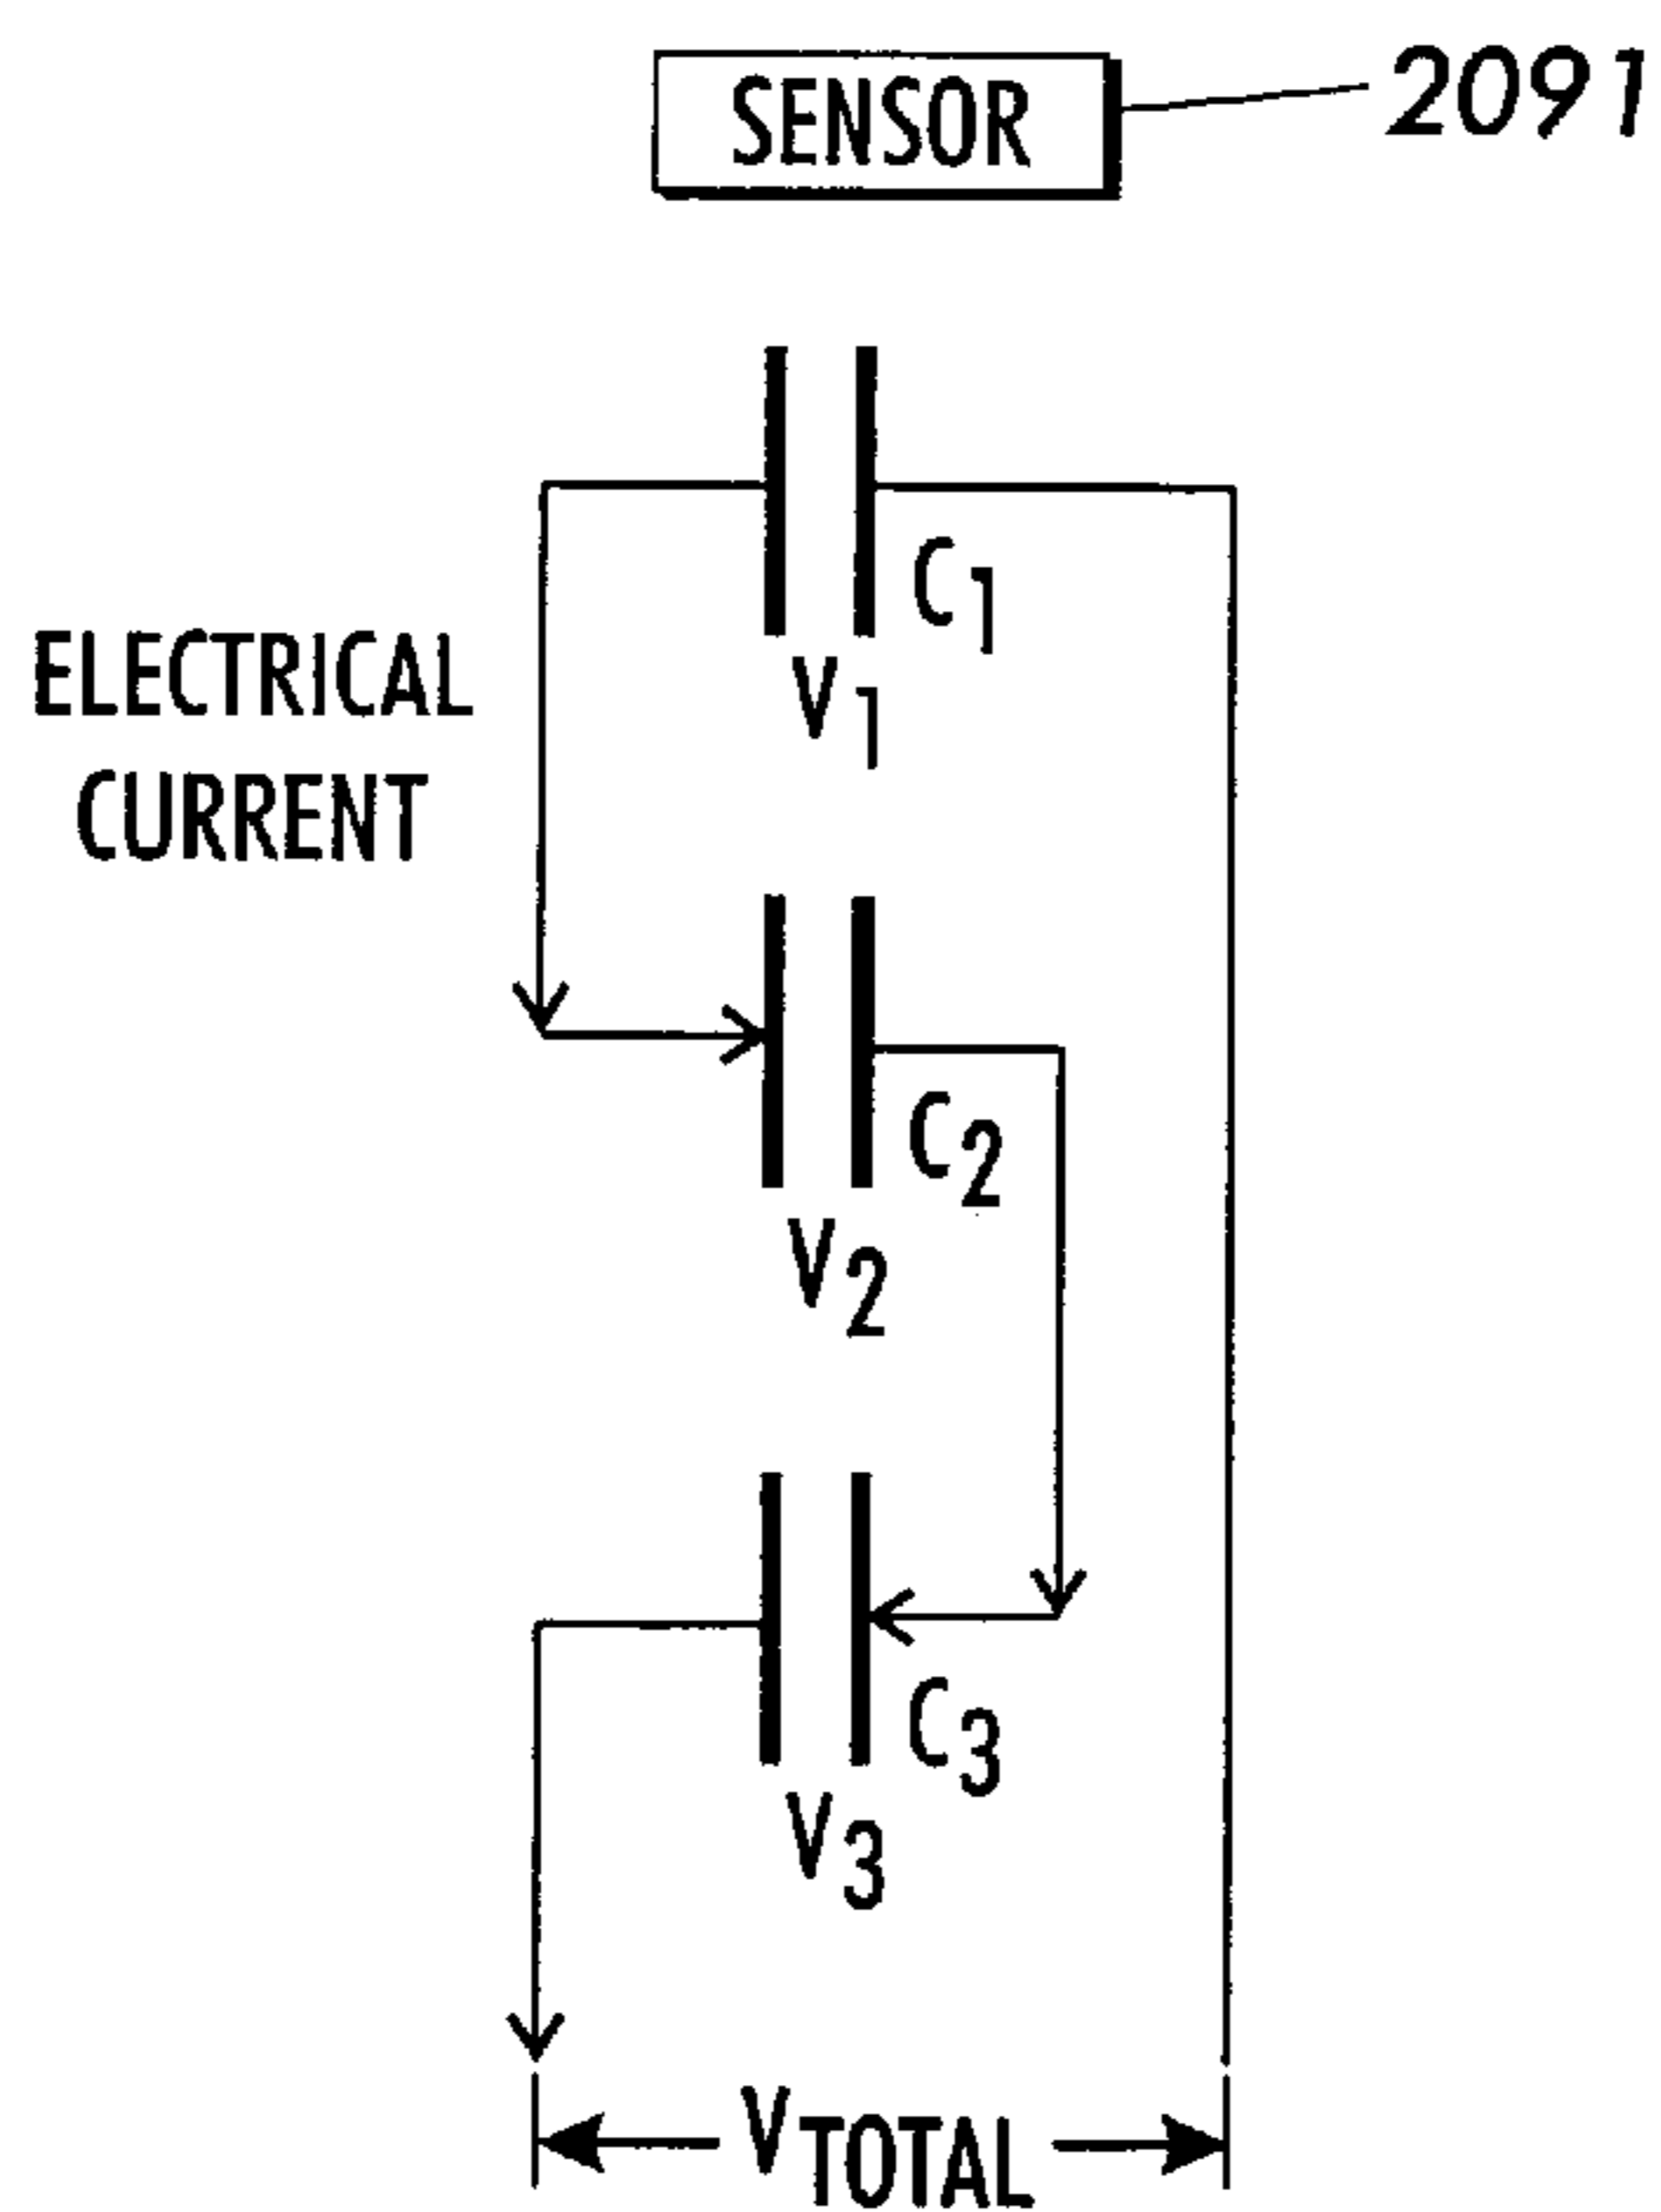 SENSOR
2091
C1
V1
ELECTRICAL
CURRENT
C2
V2
C3
V3
VTOTAL